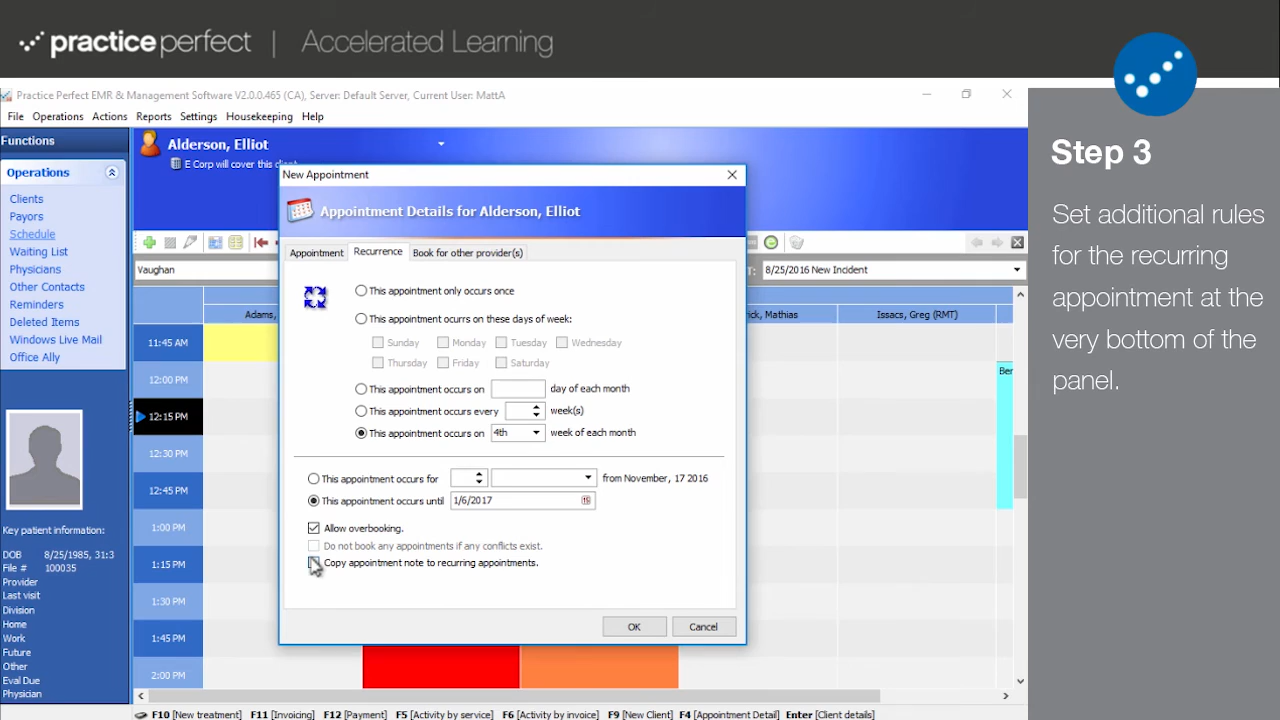 practiceperfect | Accelerated Learning
Practice Perfect EMR & Management Software V2.0.0.465 (CA), Server: Default Server, Current User: MattA
File Operations Actions Reports Settings Housekeeping Help
Functions
Operations
Clients
Payors
Schedule
Waiting List
Physicians
Other Contacts
Reminders
Deleted Items
Windows Live Mail
Office Ally
Key patient information:
DOB 8/25/1985, 31:3
File # 100035
Provider
Last visit
Division
Home
Work
Future
Other
Eval Due
Physician
Alderson, Elliot
E Corp will cover this client
Vaughan
8/25/2016 New Incident
Adams,
rick, Mathias
Issacs, Greg (RMT)
11:45 AM
12:00 PM
Ber
12:15 PM
12:30 PM
12:45 PM
1:00 PM
1:15 PM
1:30 PM
1:45 PM
2:00 PM
New Appointment
Appointment Details for Alderson, Elliot
Appointment Recurrence Book for other provider(s)
This appointment only occurs once
This appointment ocurrs on these days of week:
Sunday Monday Tuesday Wednesday
Thursday Friday Saturday
This appointment occurs on day of each month
This appointment occurs every week(s)
This appointment occurs on 4th week of each month
This appointment occurs for from November, 17 2016
This appointment occurs until 1/6/2017
Allow overbooking.
Do not book any appointments if any conflicts exist.
Copy appointment note to recurring appointments.
OK Cancel
F10 [New treatment] F11 [Invoicing] F12 [Payment] F5 [Activity by service] F6 [Activity by invoice] F9 [New Client] F4 [Appointment Detail] Enter [Client details]
Step 3
Set additional rules
for the recurring
appointment at the
very bottom of the
panel.